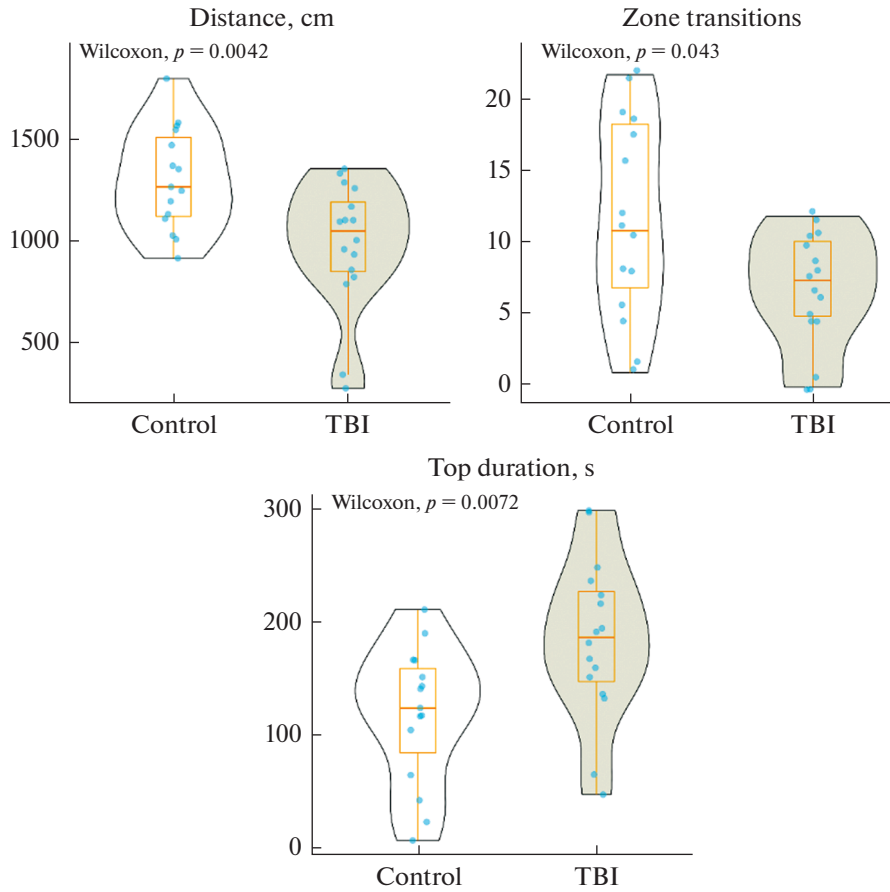 Distance, cm
Wilcoxon, p = 0.0042
1500
1000
500
Control TBI
Zone transitions
Wilcoxon, p = 0.043
20
15
10
5
0
Control TBI
Top duration, s
Wilcoxon, p = 0.0072
300
200
100
0
Control TBI